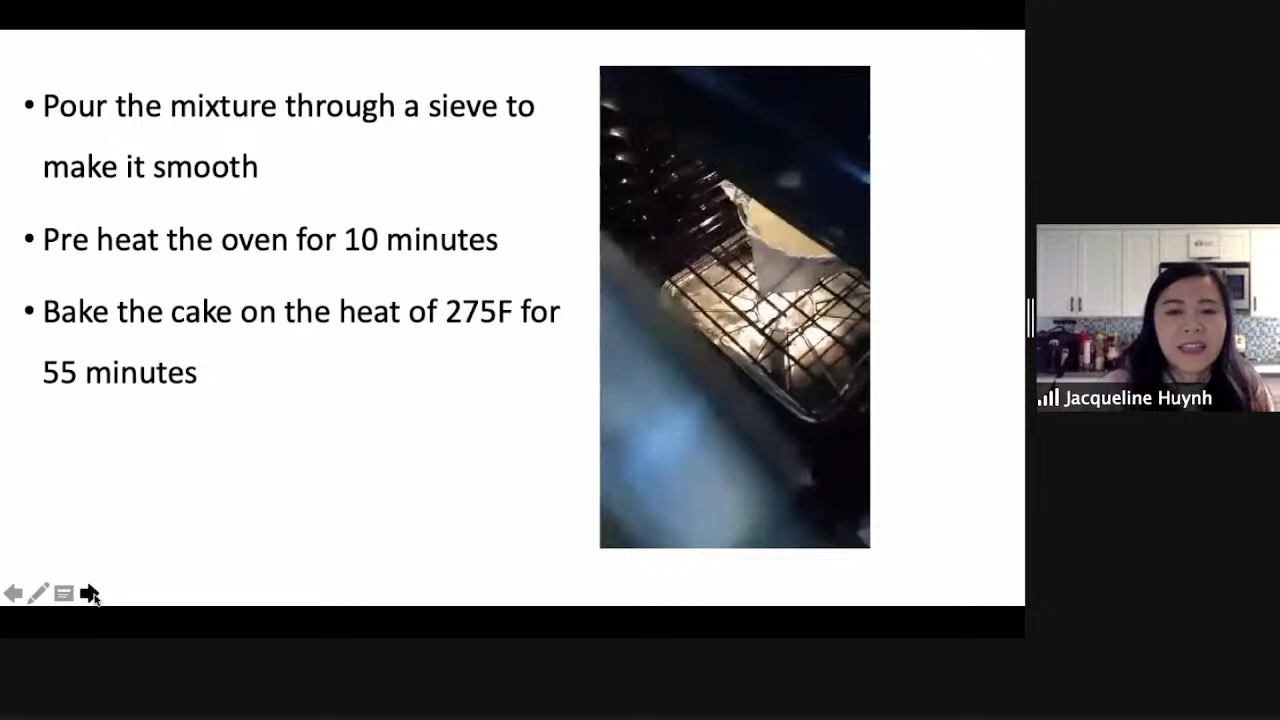 • Pour the mixture through a sieve to
make it smooth
• Pre heat the oven for 10 minutes
• Bake the cake on the heat of 275F for
55 minutes
Jacqueline Huynh